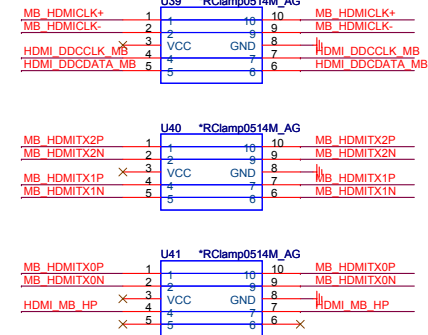 U39 RClamp0514M_AG
MB_HDMICLK+ 1 1 10 10 MB_HDMICLK+
MB_HDMICLK- 2 2 9 9 MB_HDMICLK-
3 VCC GND 8
HDMI_DDCCLK_MB 4 4 7 7 HDMI_DDCCLK_MB
HDMI_DDCDATA_MB 5 5 6 6 HDMI_DDCDATA_MB
U40 *RClamp0514M_AG
MB_HDMITX2P 1 1 10 10 MB_HDMITX2P
MB_HDMITX2N 2 2 9 9 MB_HDMITX2N
3 VCC GND 8
MB_HDMITX1P 4 4 7 7 MB_HDMITX1P
MB_HDMITX1N 5 5 6 6 MB_HDMITX1N
U41 *RClamp0514M_AG
MB_HDMITX0P 1 1 10 10 MB_HDMITX0P
MB_HDMITX0N 2 2 9 9 MB_HDMITX0N
3 VCC GND 8
HDMI_MB_HP 4 4 7 7 HDMI_MB_HP
5 5 6 6